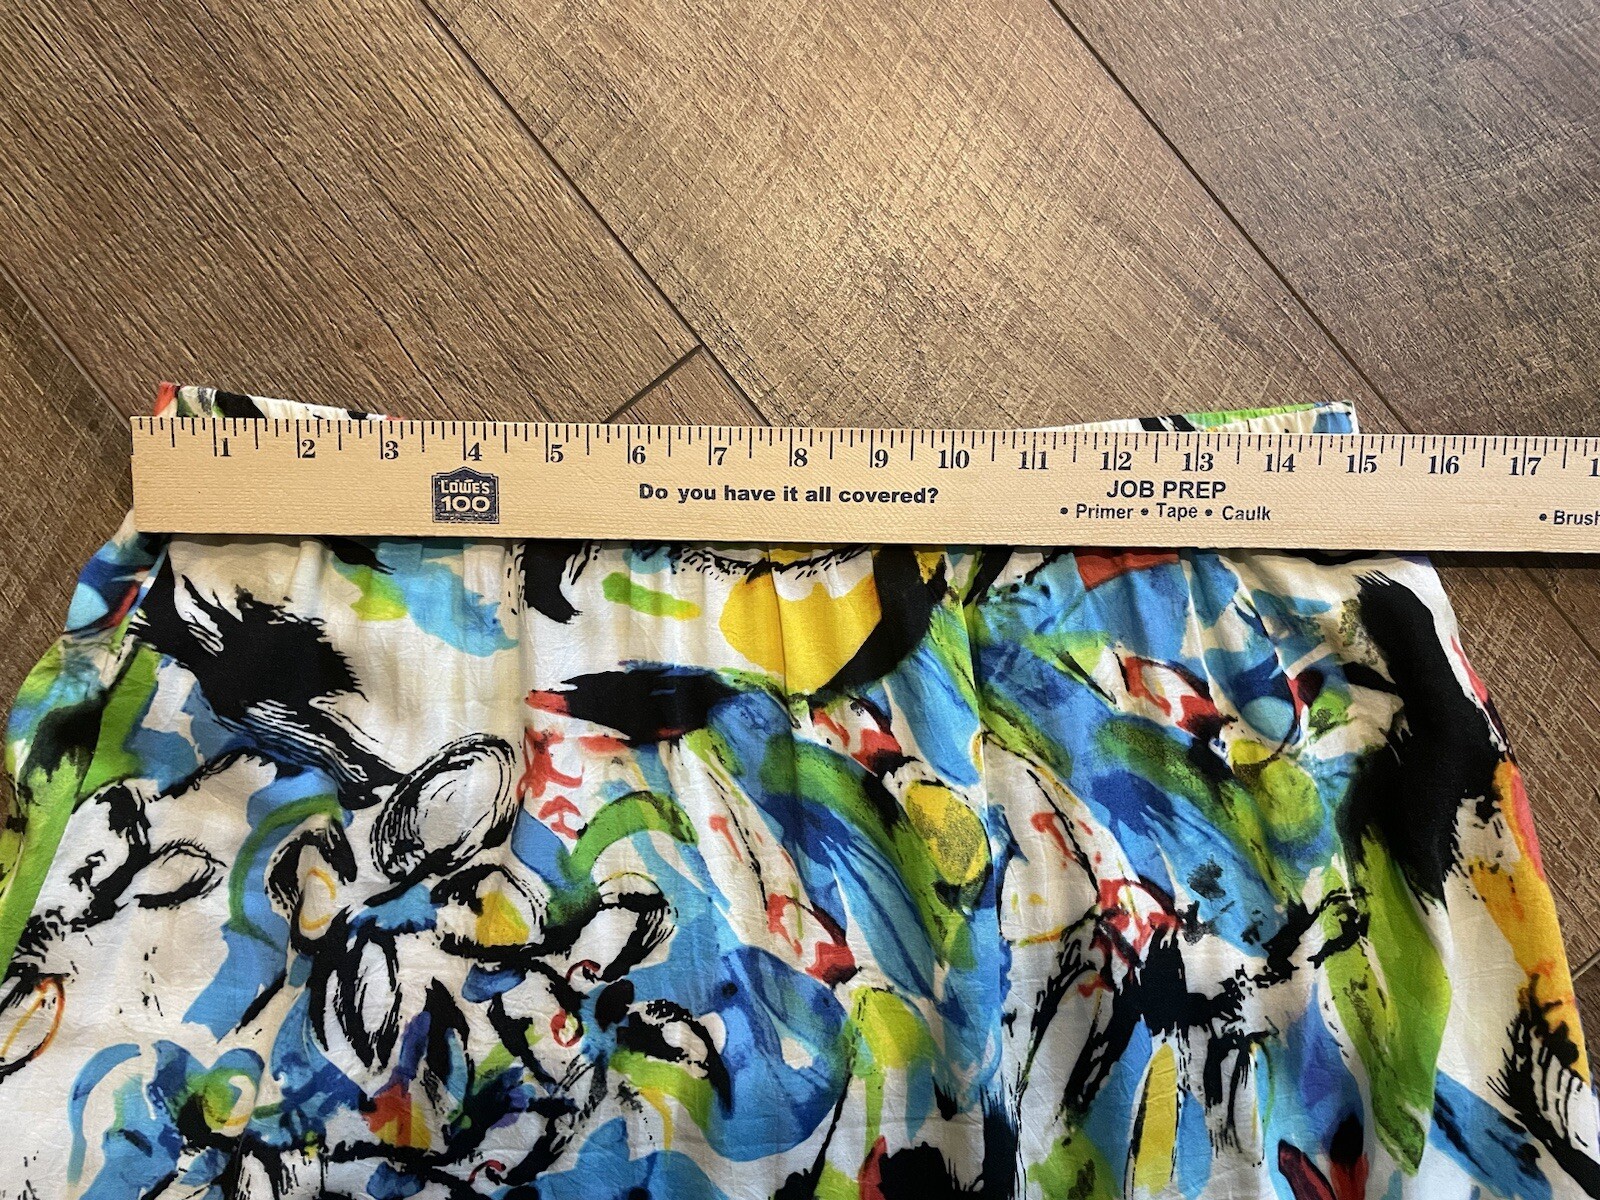 1 2 3 4 5 6 7 8 9 10 11 12 13 14 15 16 17 1
LOWE'S
100
Do you have it all covered?
JOB PREP
• Primer • Tape • Caulk
• Brush